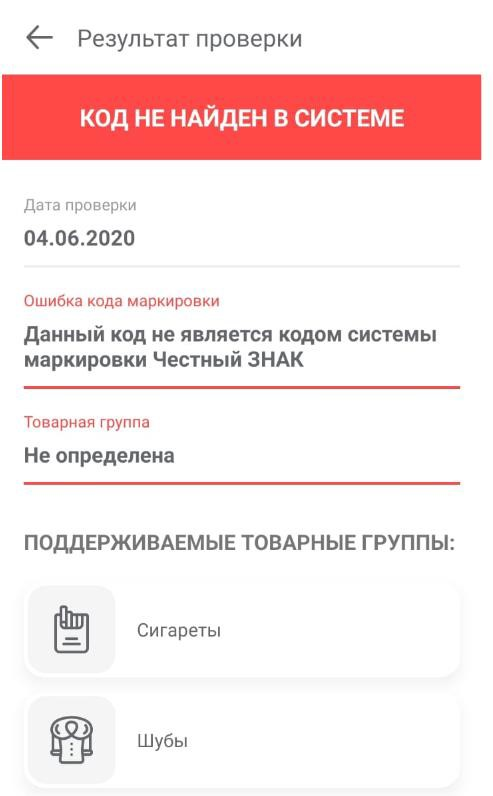 Результат проверки
КОД НЕ НАЙДЕН В СИСТЕМЕ
Дата проверки
04.06.2020
Ошибка кода маркировки
Данный код не является кодом системы
маркировки Честный ЗНАК
Товарная группа
Не определена
ПОДДЕРЖИВАЕМЫЕ ТОВАРНЫЕ ГРУППЫ:
Сигареты
Шубы